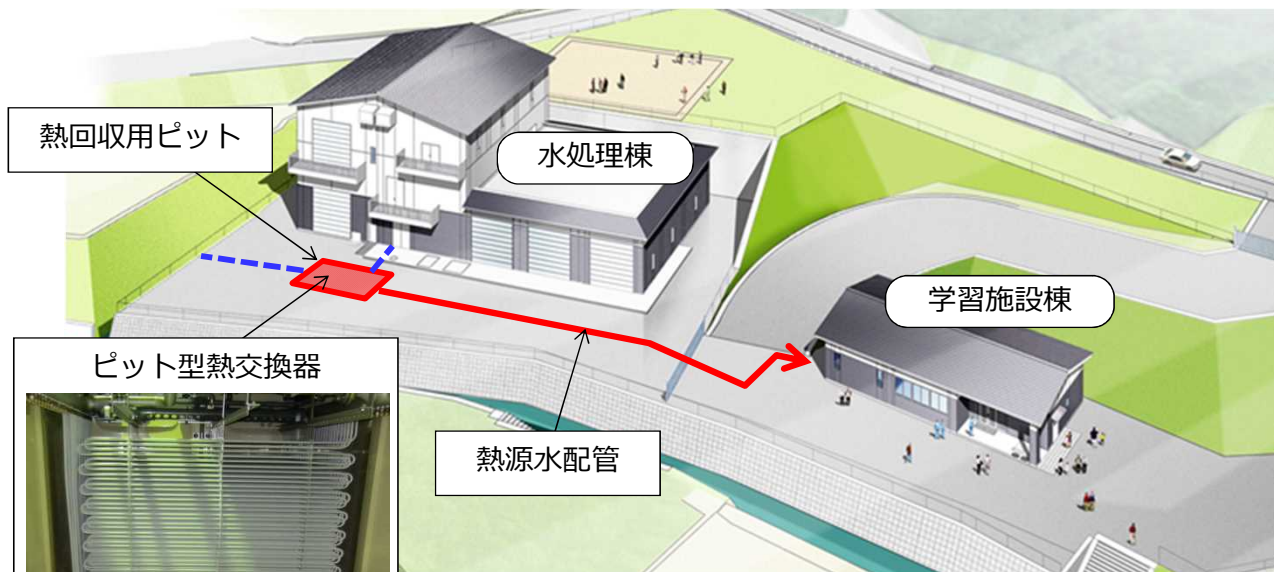 熱回収用ピット
水処理棟
学習施設棟
ピット型熱交換器
熱源水配管